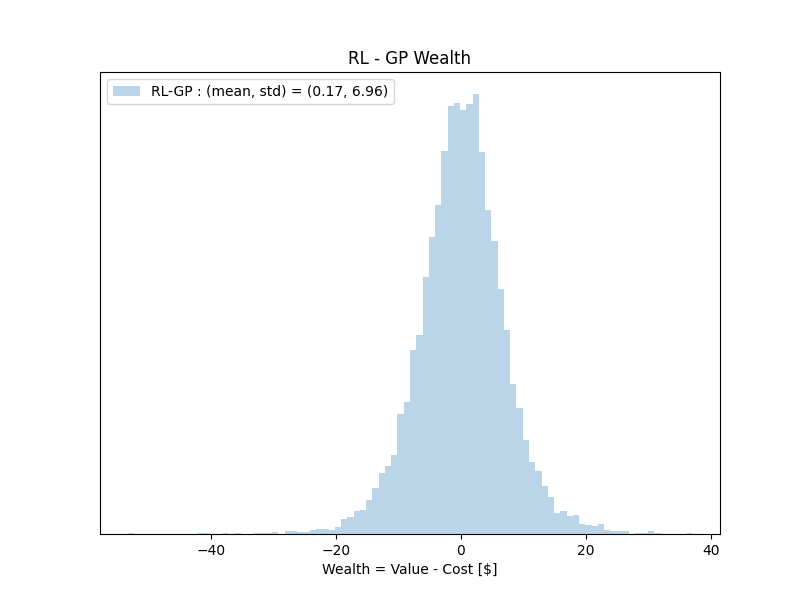 RL - GP Wealth
RL-GP : (mean, std) = (0.17, 6.96)
−40 −20 0 20 40
Wealth = Value - Cost [$]